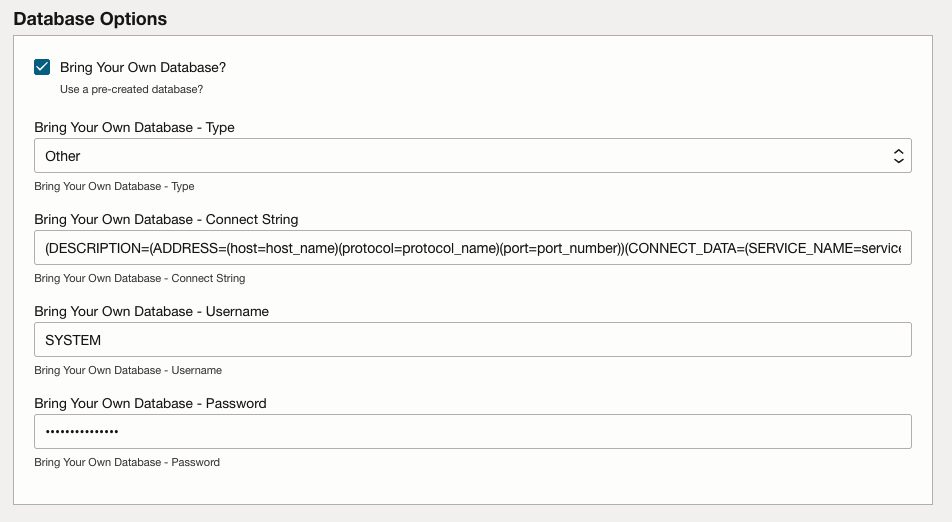 Database Options
Bring Your Own Database?
Use a pre-created database?
Bring Your Own Database - Type
Other
Bring Your Own Database - Type
Bring Your Own Database - Connect String
(DESCRIPTION=(ADDRESS=(host=host_name)(protocol=protocol_name)(port=port_number))(CONNECT_DATA=(SERVICE_NAME=service
Bring Your Own Database - Connect String
Bring Your Own Database - Username
SYSTEM
Bring Your Own Database - Username
Bring Your Own Database - Password
•••••••••••••••
Bring Your Own Database - Password